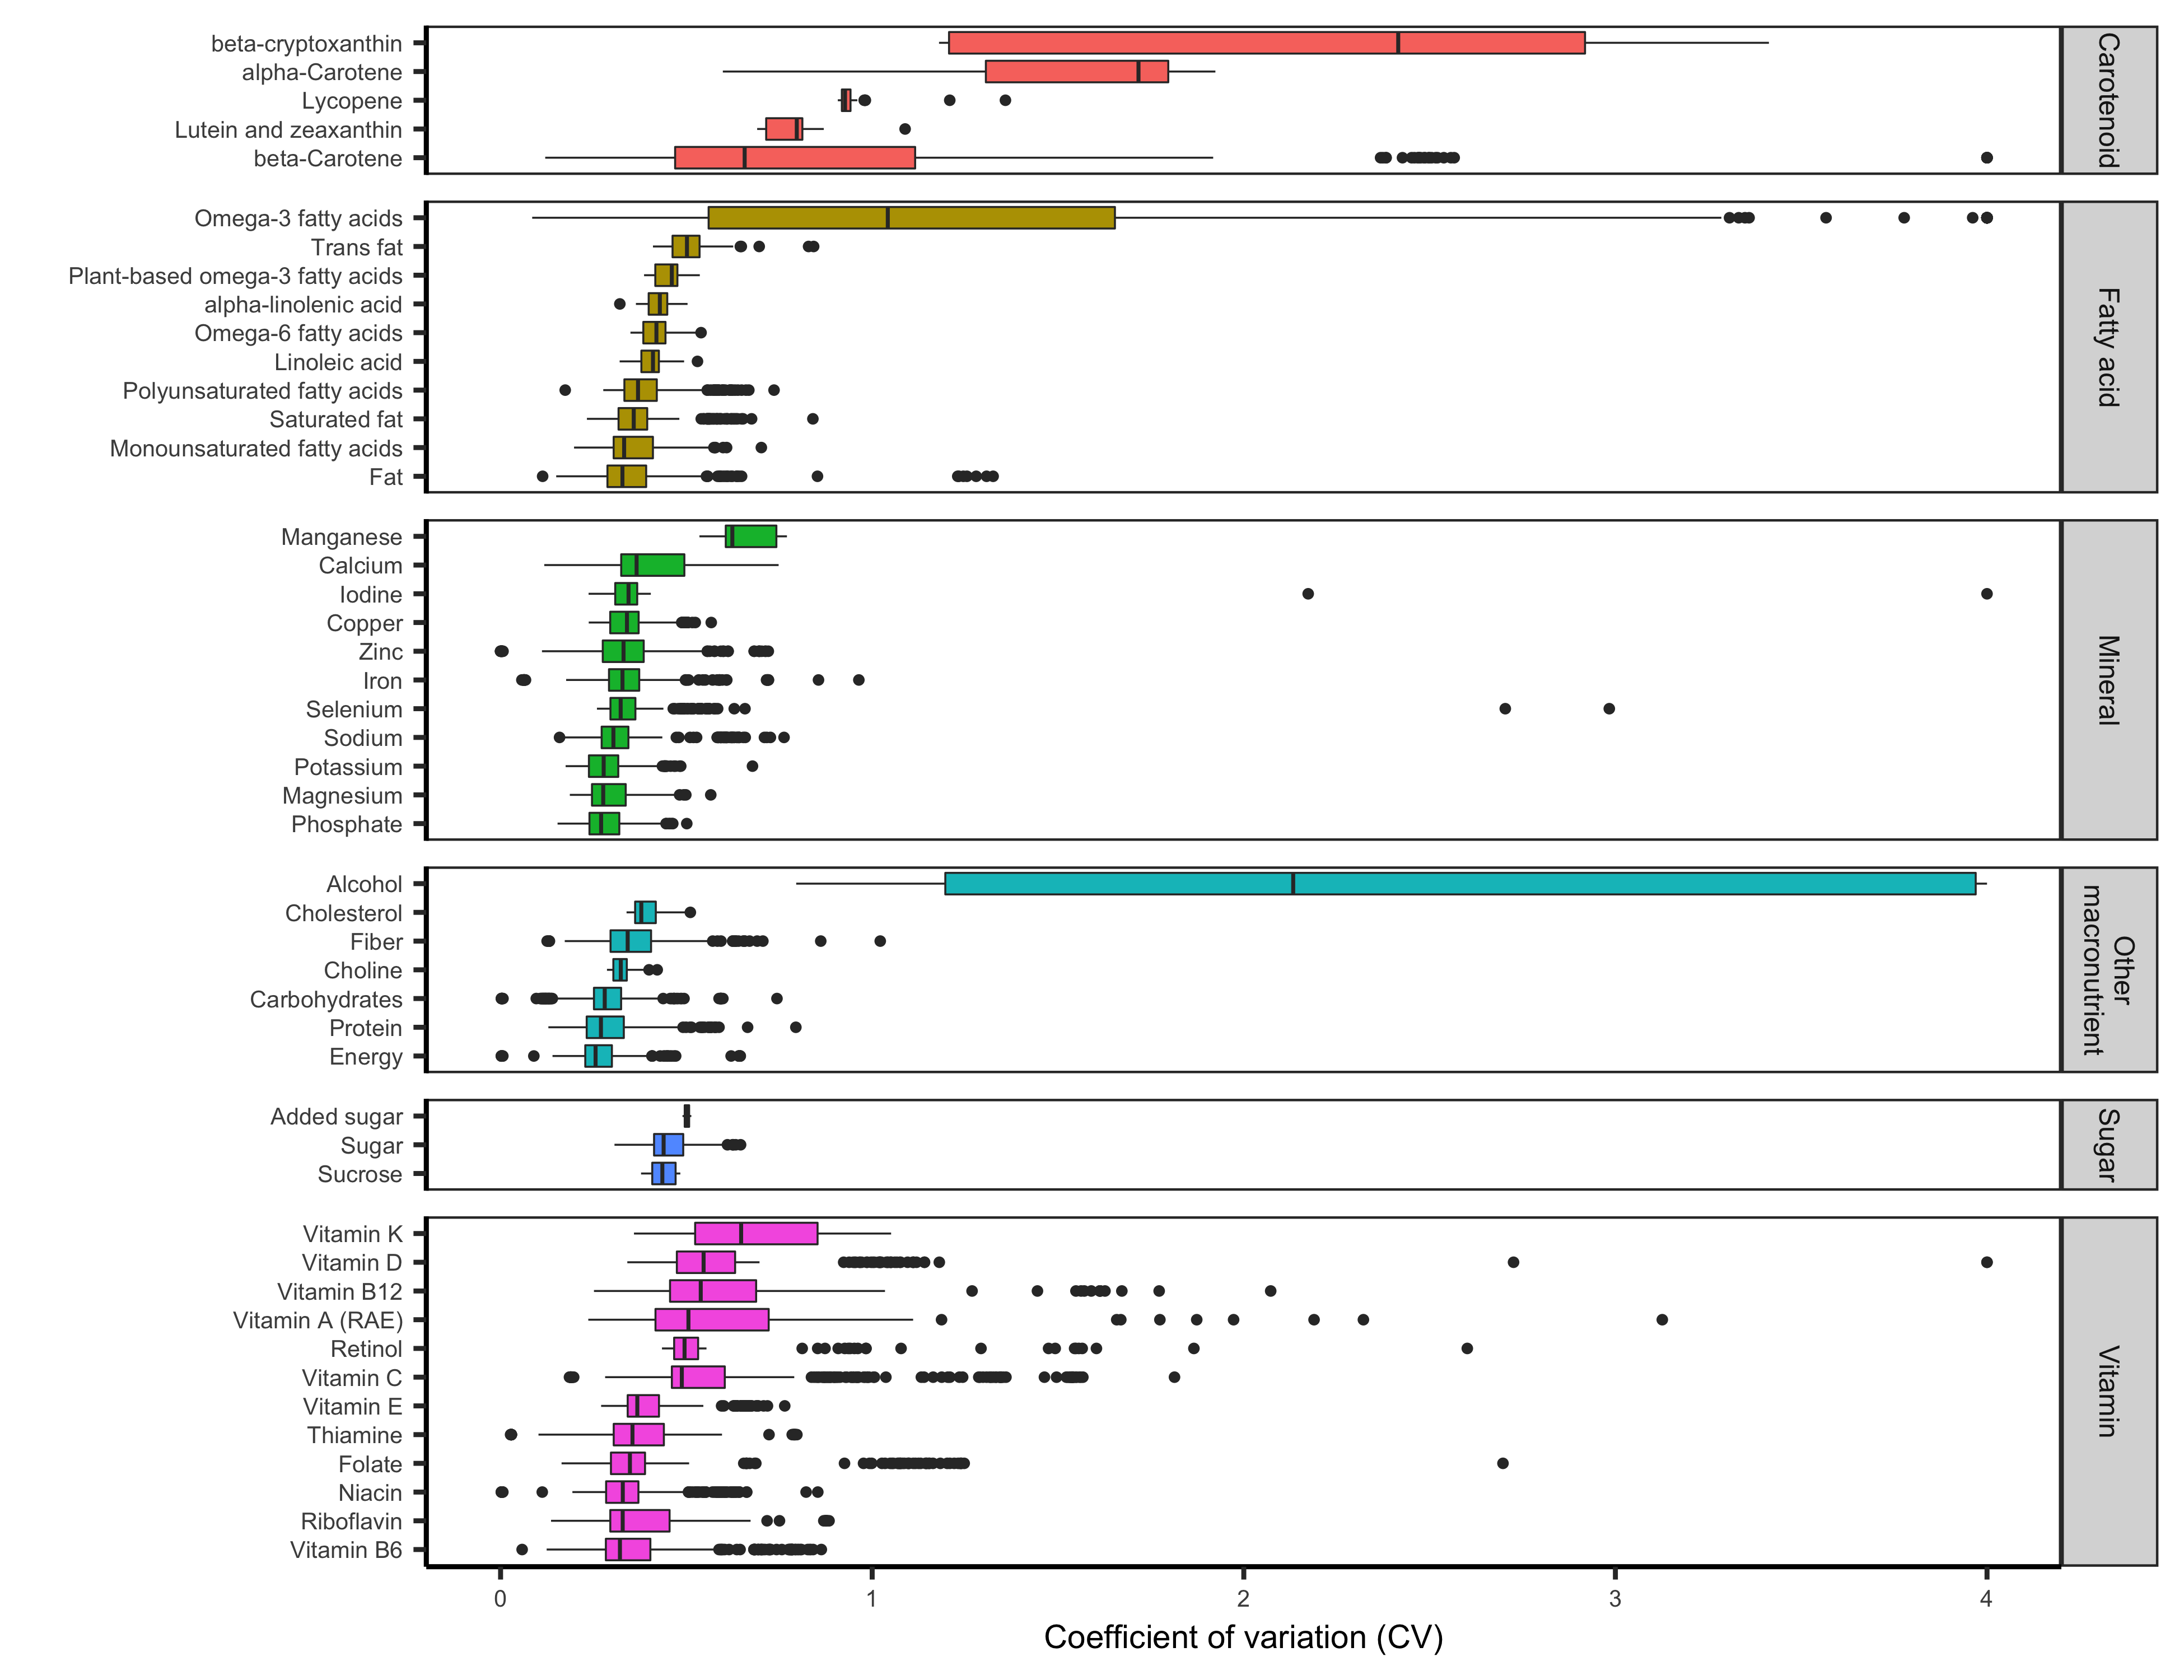 beta-cryptoxanthin
alpha-Carotene
Lycopene
Lutein and zeaxanthin
beta-Carotene
Carotenoid
Omega-3 fatty acids
Trans fat
Plant-based omega-3 fatty acids
alpha-linolenic acid
Omega-6 fatty acids
Linoleic acid
Polyunsaturated fatty acids
Saturated fat
Monounsaturated fatty acids
Fat
Fatty acid
Manganese
Calcium
Iodine
Copper
Zinc
Iron
Selenium
Sodium
Potassium
Magnesium
Phosphate
Mineral
Alcohol
Cholesterol
Fiber
Choline
Carbohydrates
Protein
Energy
Other
macronutrient
Added sugar
Sugar
Sucrose
Sugar
Vitamin K
Vitamin D
Vitamin B12
Vitamin A (RAE)
Retinol
Vitamin C
Vitamin E
Thiamine
Folate
Niacin
Riboflavin
Vitamin B6
Vitamin
0 1 2 3 4
Coefficient of variation (CV)